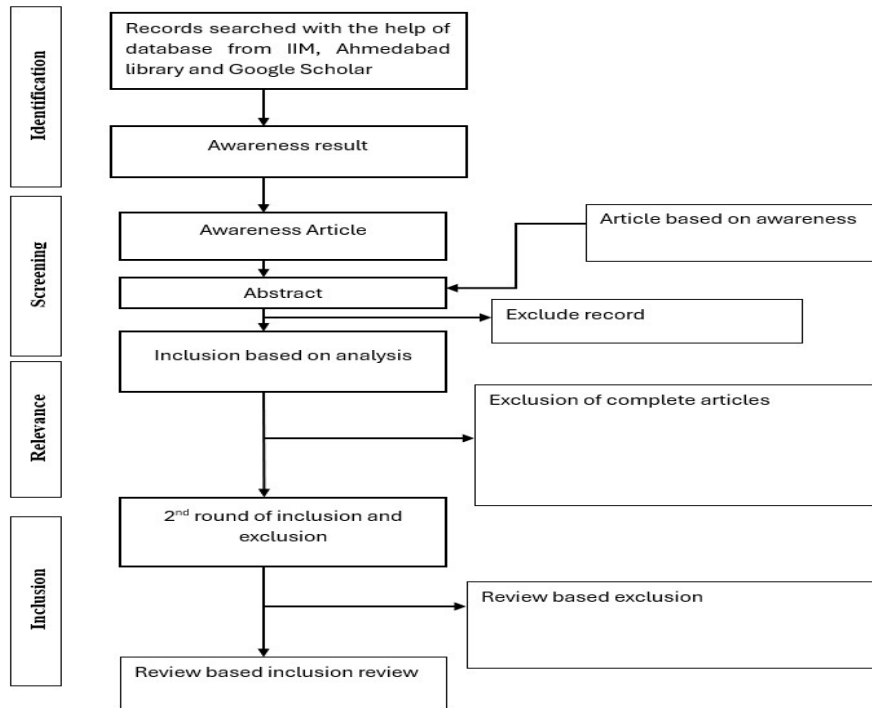 Identification
Records searched with the help of
database from IIM, Ahmedabad
library and Google Scholar
Awareness result
Screening
Awareness Article
Article based on awareness
Abstract
Exclude record
Inclusion based on analysis
Relevance
Exclusion of complete articles
2nd round of inclusion and
exclusion
Inclusion
Review based exclusion
Review based inclusion review